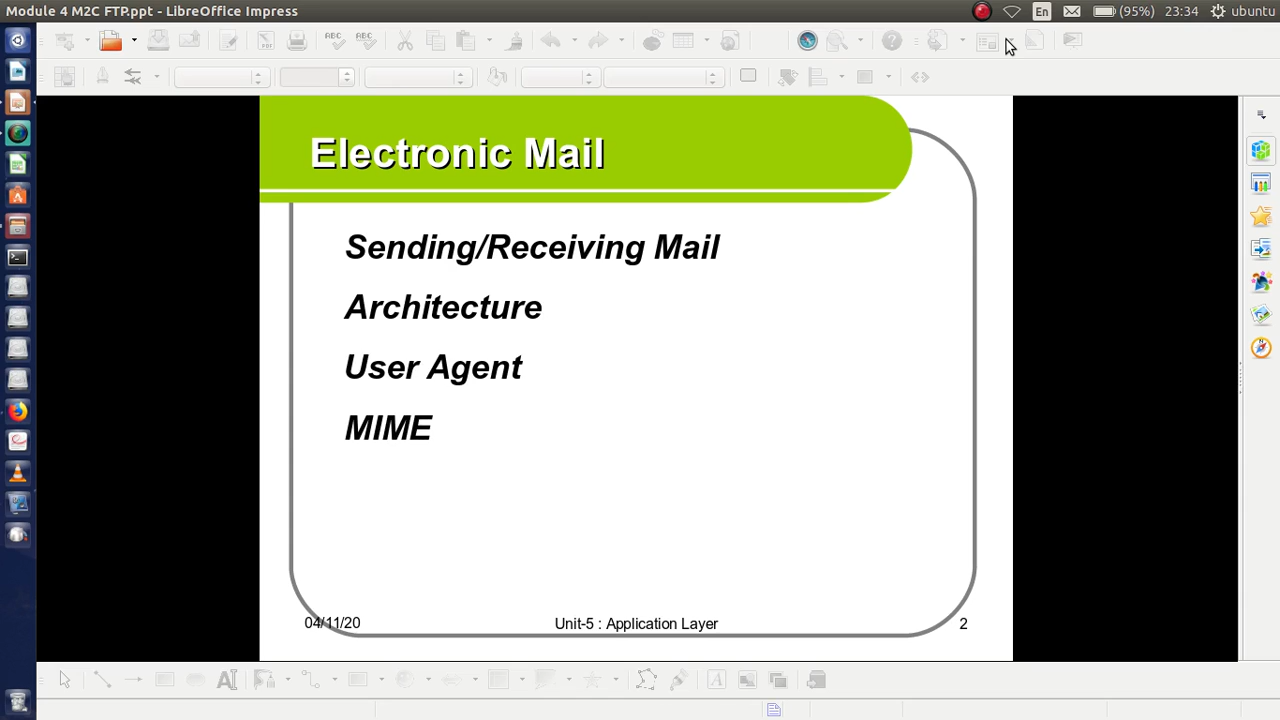 Module 4 M2C FTP.ppt - LibreOffice Impress
En
(95%)
23:34
ubuntu
Electronic Mail
Sending/Receiving Mail
Architecture
User Agent
MIME
04/11/20
Unit-5 : Application Layer
2